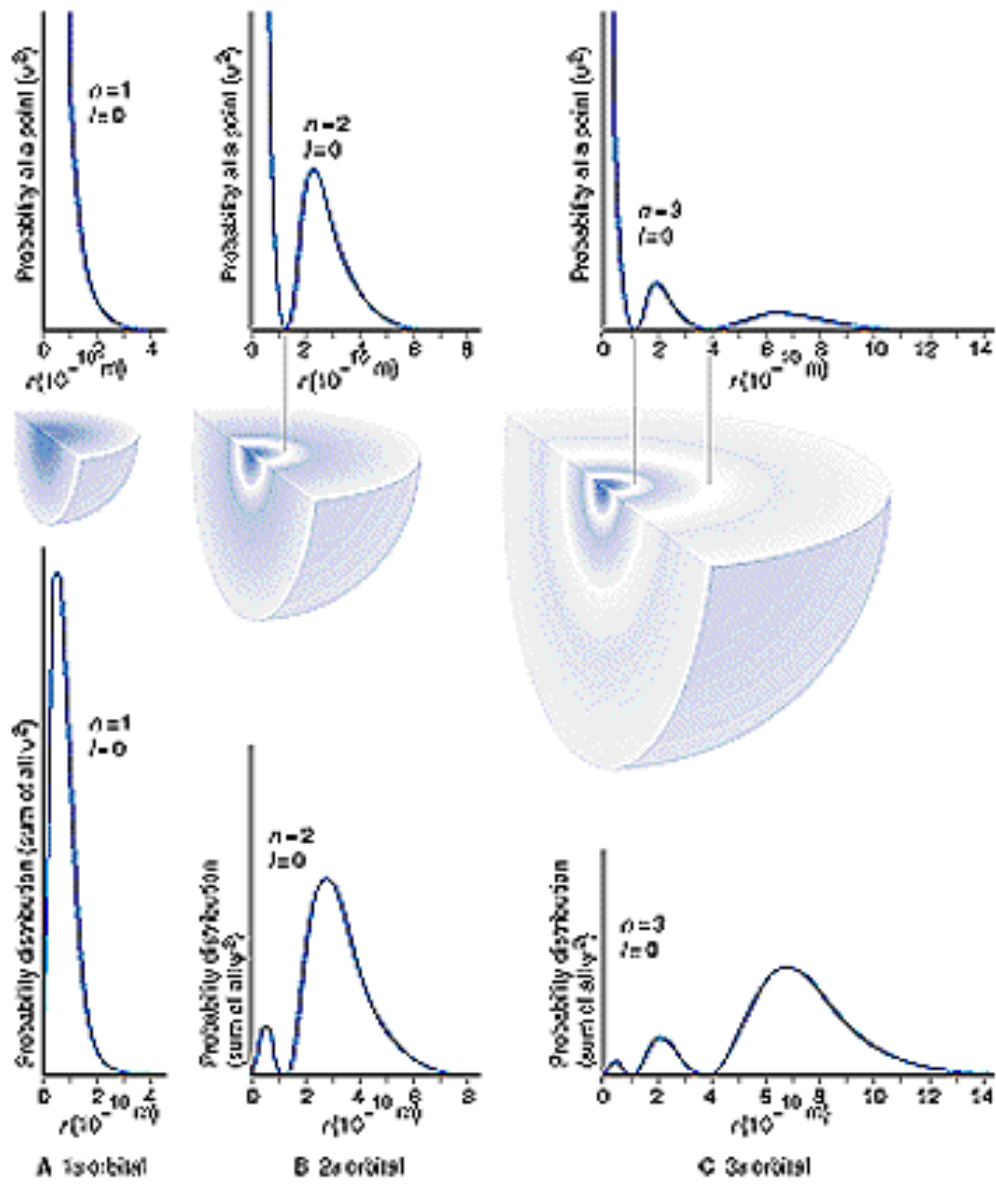 Probability at a point (ψ²)
n=1
l=0
0 2 4
r(10⁻¹⁰ m)
Probability at a point (ψ²)
n=2
l=0
0 2 6 8
r(10⁻¹⁰ m)
Probability at a point (ψ²)
n=3
l=0
0 2 4 6 8 10 12 14
r(10⁻¹⁰ m)
Probability distribution (sum of all ψ²)
n=1
l=0
0 2 4
r(10⁻¹⁰ m)
Probability distribution
(sum of all ψ²)
n=2
l=0
0 2 4 6 8
r(10⁻¹⁰ m)
Probability distribution
(sum of all ψ²)
n=3
l=0
0 2 4 6 8 10 12 14
r(10⁻¹⁰ m)
A 1s orbital
B 2s orbital
C 3s orbital